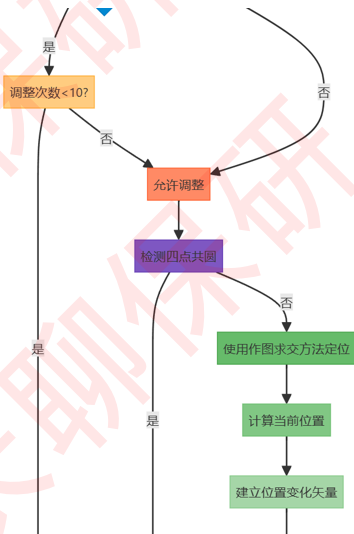 是
调整次数<10?
否
否
允许调整
检测四点共圆
否
是
使用作图求交方法定位
计算当前位置
是
建立位置变化矢量